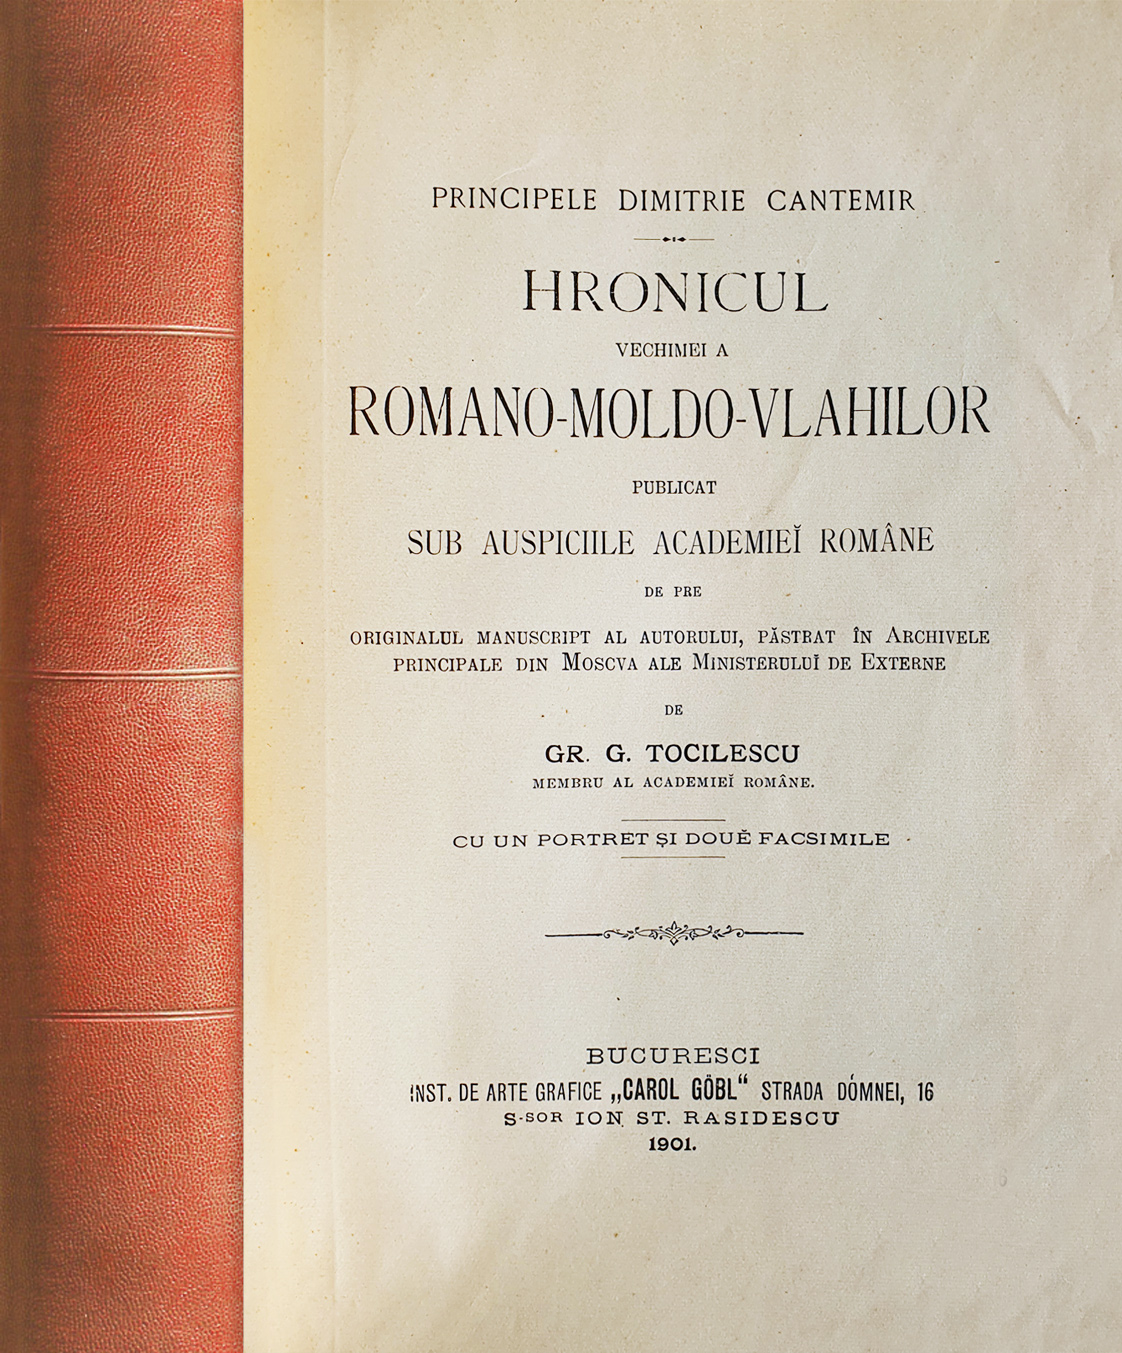 PRINCIPELE DIMITRIE CANTEMIR
HRONICUL
VECHIMEI A
ROMANO-MOLDO-VLAHILOR
PUBLICAT
SUB AUSPICIILE ACADEMIEĬ ROMÂNE
DE PRE
ORIGINALUL MANUSCRIPT AL AUTORULUI, PĂSTRAT ÎN ARCHIVELE
PRINCIPALE DIN MOSCVA ALE MINISTERULUĬ DE EXTERNE
DE
GR. G. TOCILESCU
MEMBRU AL ACADEMIEĬ ROMÂNE.
CU UN PORTRET ȘI DOUĔ FACSIMILE
BUCURESCI
INST. DE ARTE GRAFICE „CAROL GÖBL“ STRADA DÓMNEI, 16
S-SOR ION ST. RASIDESCU
1901.